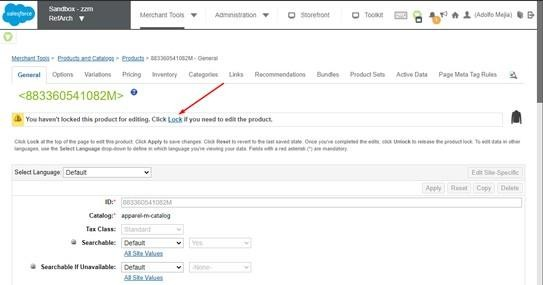 salesforce
Sandbox - zzm
RefArch ▼
Merchant Tools
Administration
Storefront
Toolkit
1
(Adolfo Mejia)
Merchant Tools > Products and Catalogs > Products > 883360541082M - General
General Options Variations Pricing Inventory Categories Links Recommendations Bundles Product Sets Active Data Page Meta Tag Rules
<883360541082M>
You haven't locked this product for editing. Click Lock if you need to edit the product.
Click Lock at the top of the page to edit this product. Click Apply to save changes. Click Reset to revert to the last saved state. Once you've completed the edits, click Unlock to release the product lock. To edit data in other
languages, use the Select Language drop-down to define in which language you're viewing your data. Fields with a red asterisk (*) are mandatory.
Select Language: Default
Edit Site-Specific
Apply Reset Copy Delete
ID:* 883360541082M
Catalog: apparel-m-catalog
Tax Class: Standard
Searchable: Default Yes
All Site Values
Searchable If Unavailable: Default -None-
All Site Values